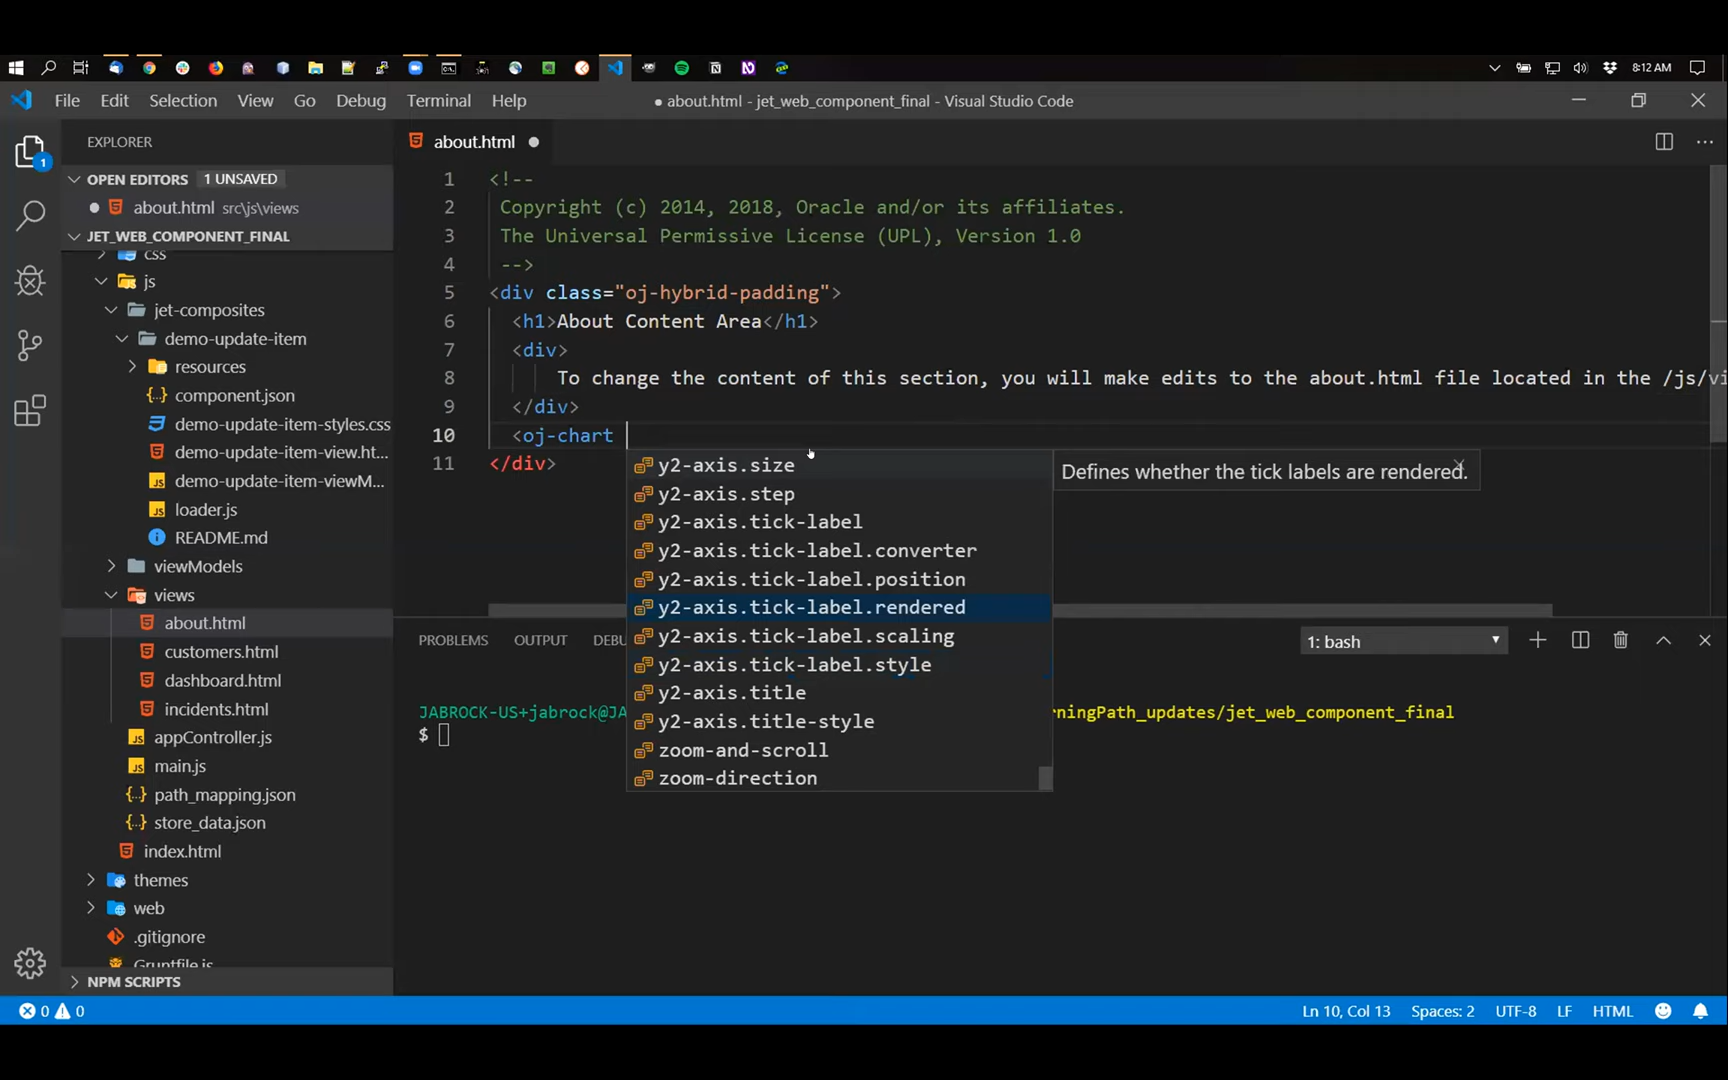 8:12 AM
File Edit Selection View Go Debug Terminal Help
● about.html - jet_web_component_final - Visual Studio Code
EXPLORER
1
OPEN EDITORS 1 UNSAVED
about.html src\js\views
JET_WEB_COMPONENT_FINAL
css
js
jet-composites
demo-update-item
resources
component.json
demo-update-item-styles.css
demo-update-item-view.ht...
demo-update-item-viewM...
loader.js
README.md
viewModels
views
about.html
customers.html
dashboard.html
incidents.html
appController.js
main.js
path_mapping.json
store_data.json
index.html
themes
web
.gitignore
Gruntfile.js
NPM SCRIPTS
about.html
1 <!--
2 Copyright (c) 2014, 2018, Oracle and/or its affiliates.
3 The Universal Permissive License (UPL), Version 1.0
4 -->
5 <div class="oj-hybrid-padding">
6 <h1>About Content Area</h1>
7 <div>
8 To change the content of this section, you will make edits to the about.html file located in the /js/vi
9 </div>
10 <oj-chart
11 </div>
y2-axis.size
y2-axis.step
y2-axis.tick-label
y2-axis.tick-label.converter
y2-axis.tick-label.position
y2-axis.tick-label.rendered
y2-axis.tick-label.scaling
y2-axis.tick-label.style
y2-axis.title
y2-axis.title-style
zoom-and-scroll
zoom-direction
Defines whether the tick labels are rendered.
PROBLEMS OUTPUT DEBU 1: bash
JABROCK-US+jabrock@JA rningPath_updates/jet_web_component_final
$
0 0 Ln 10, Col 13 Spaces: 2 UTF-8 LF HTML